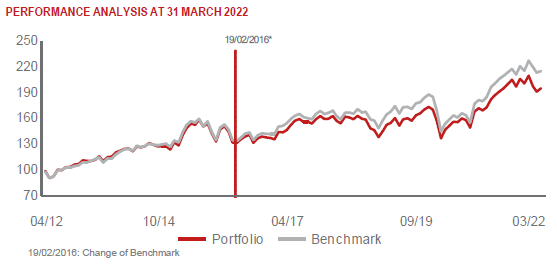 PERFORMANCE ANALYSIS AT 31 MARCH 2022
250
19/02/2016*
220
190
160
130
100
70
04/12 10/14 04/17 09/19 03/22
Portfolio Benchmark
19/02/2016: Change of Benchmark